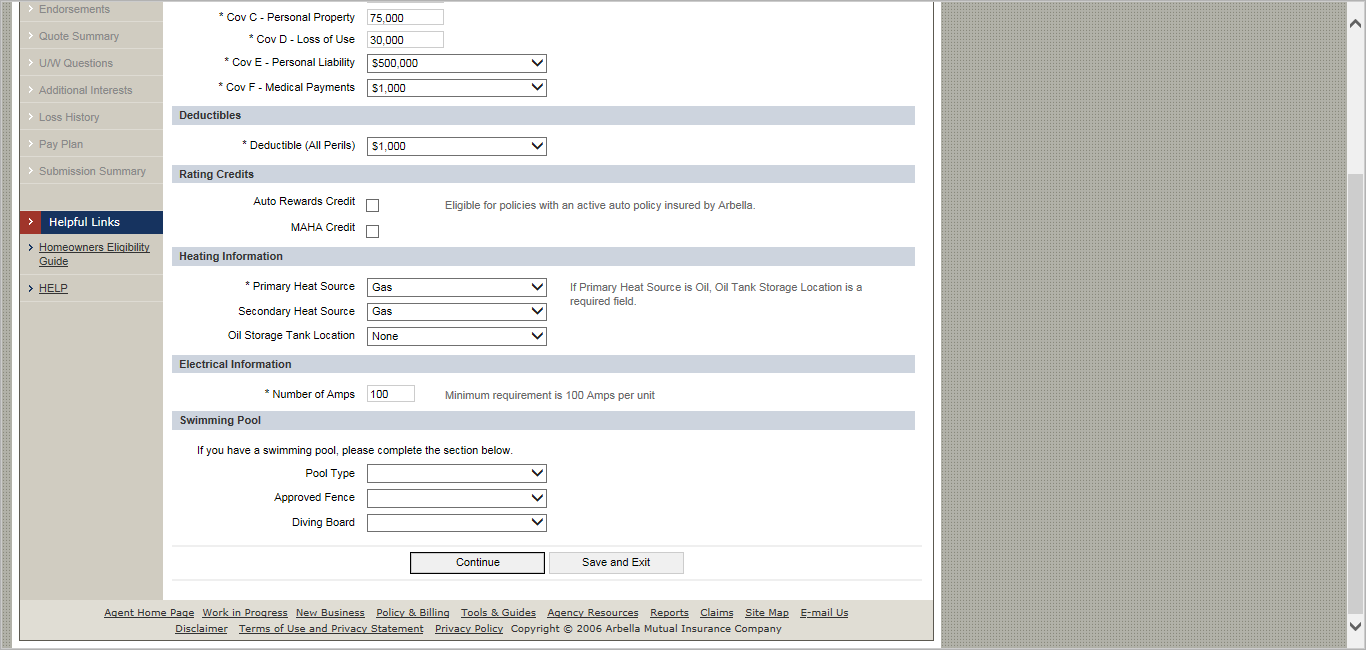 Endorsements
Quote Summary
U/W Questions
Additional Interests
Loss History
Pay Plan
Submission Summary
Helpful Links
Homeowners Eligibility
Guide
HELP
* Cov C - Personal Property 75,000
* Cov D - Loss of Use 30,000
* Cov E - Personal Liability $500,000
* Cov F - Medical Payments $1,000
Deductibles
* Deductible (All Perils) $1,000
Rating Credits
Auto Rewards Credit Eligible for policies with an active auto policy insured by Arbella.
MAHA Credit
Heating Information
* Primary Heat Source Gas If Primary Heat Source is Oil, Oil Tank Storage Location is a
required field.
Secondary Heat Source Gas
Oil Storage Tank Location None
Electrical Information
* Number of Amps 100 Minimum requirement is 100 Amps per unit
Swimming Pool
If you have a swimming pool, please complete the section below.
Pool Type
Approved Fence
Diving Board
Continue Save and Exit
Agent Home Page Work in Progress New Business Policy & Billing Tools & Guides Agency Resources Reports Claims Site Map E-mail Us
Disclaimer Terms of Use and Privacy Statement Privacy Policy Copyright © 2006 Arbella Mutual Insurance Company